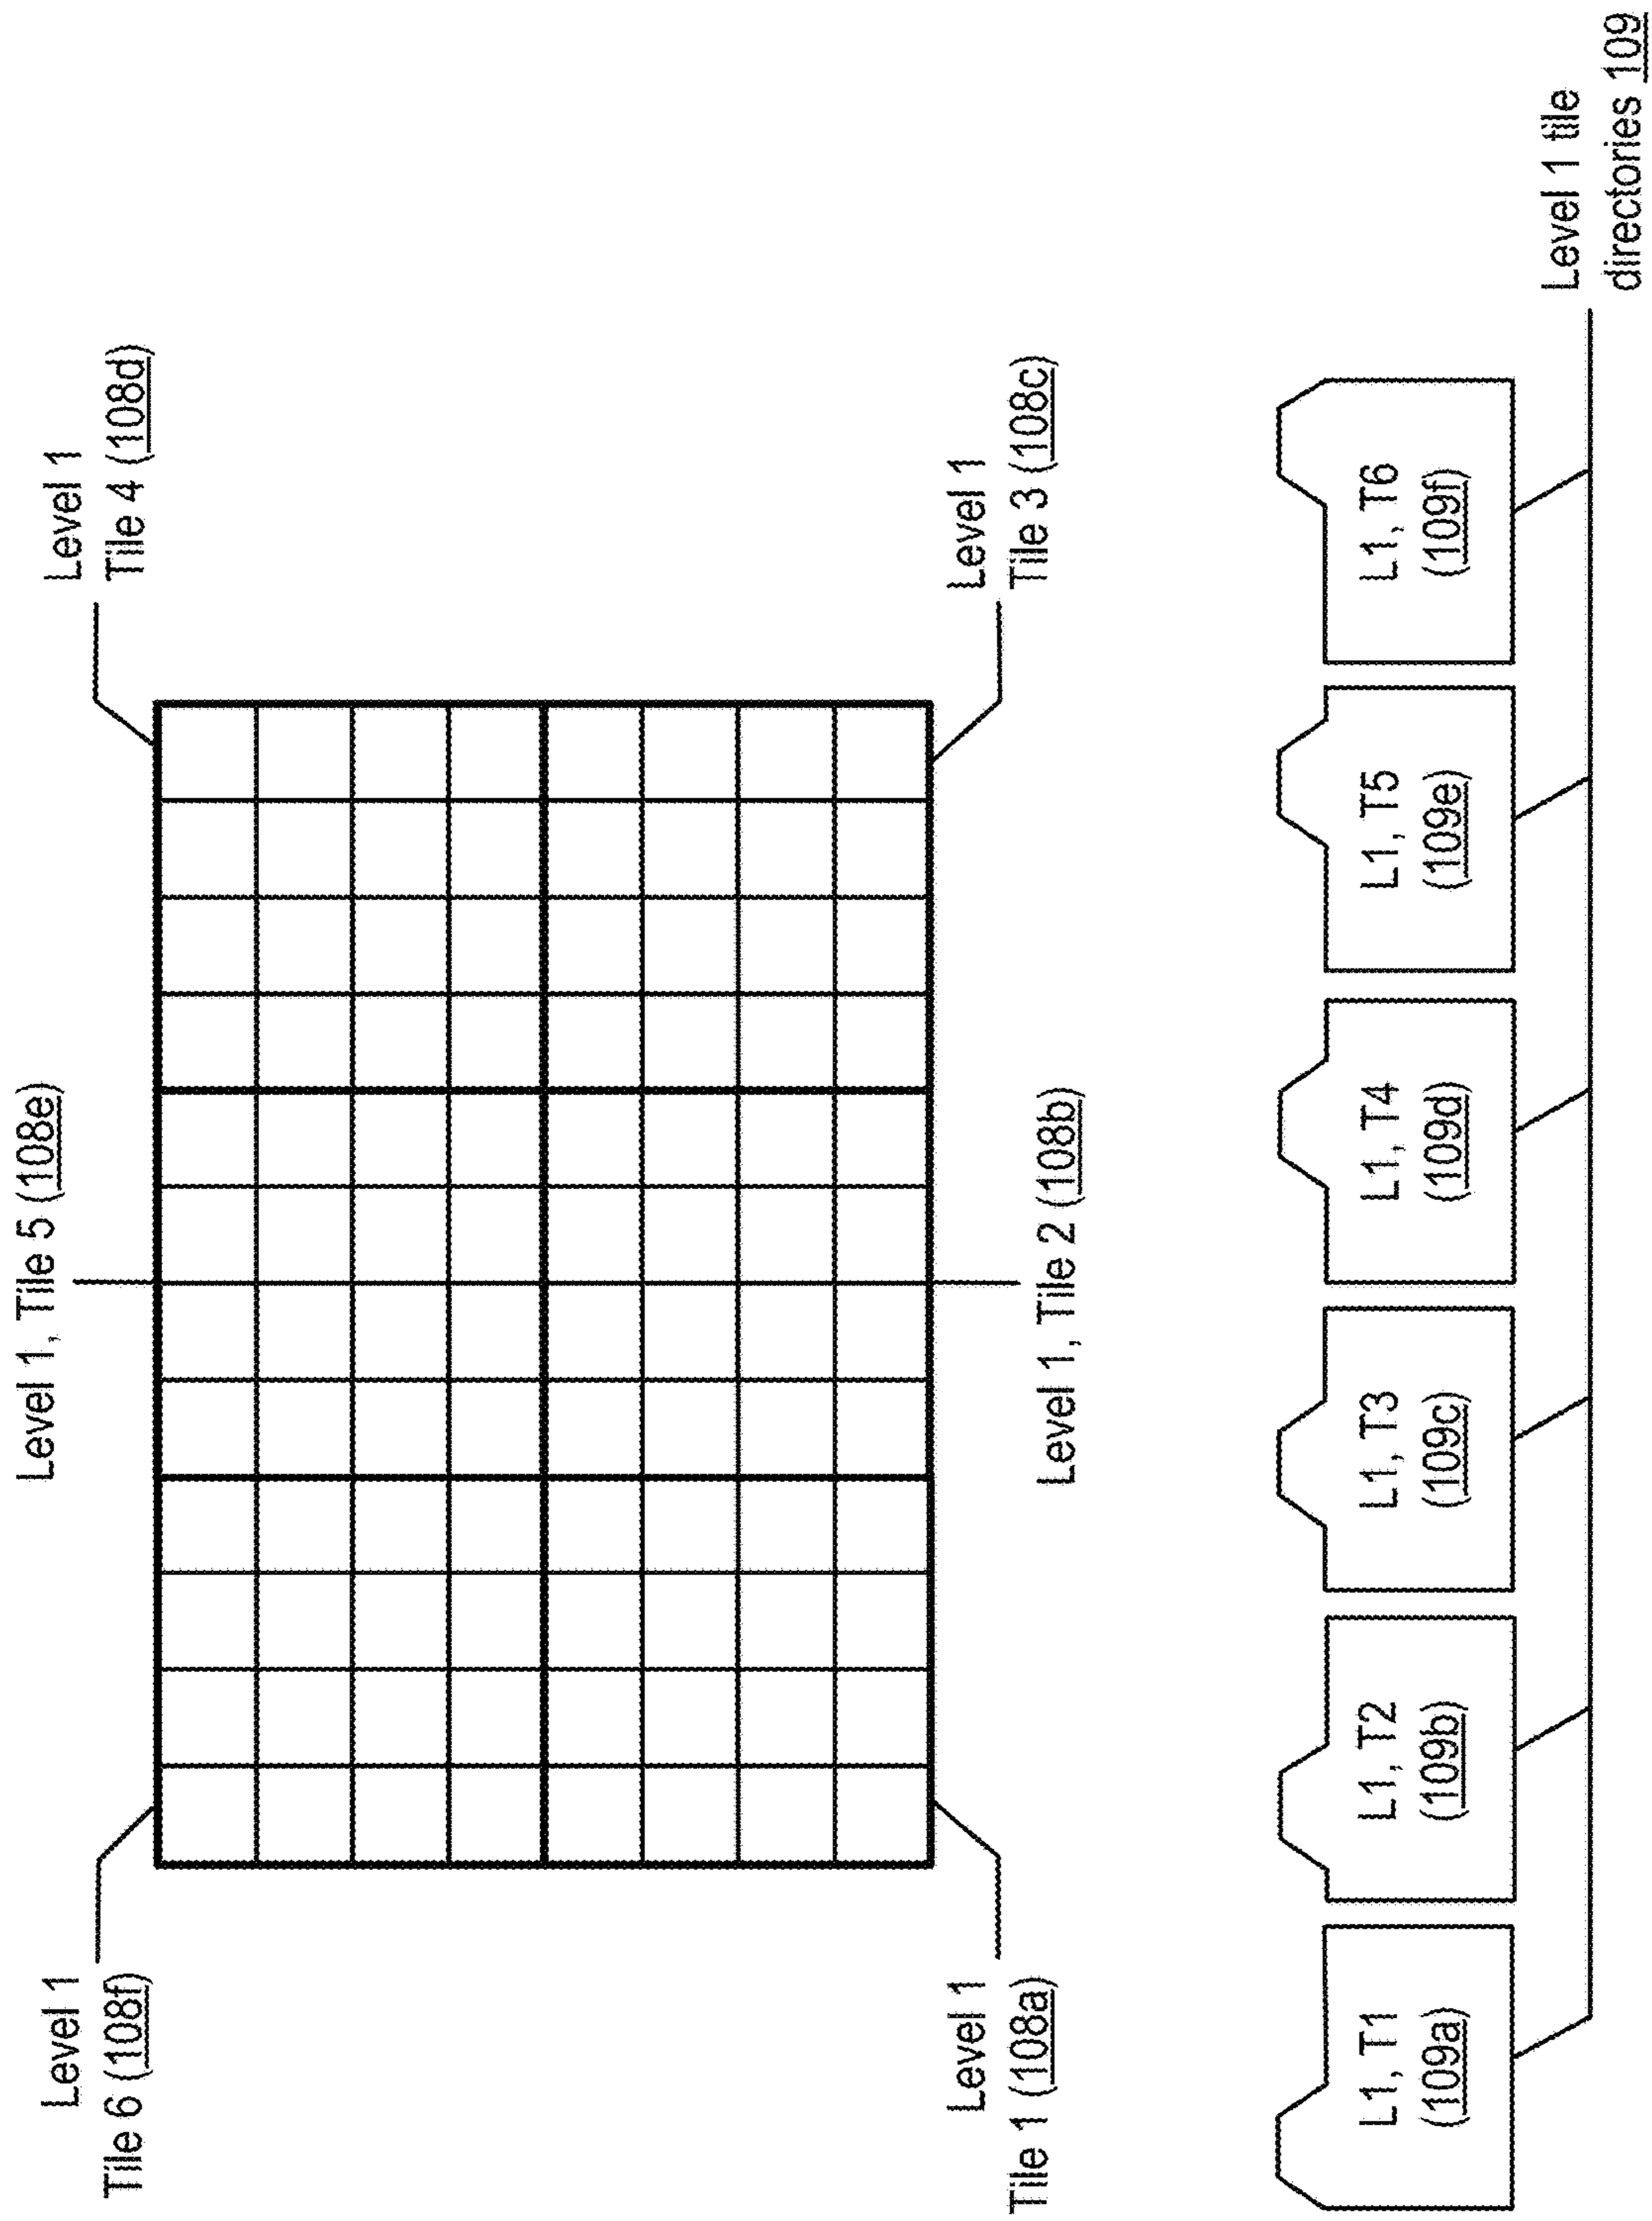 Level 1
Tile 6 (108f)
Level 1, Tile 5 (108e)
Level 1
Tile 4 (108d)
Level 1
Tile 1 (108a)
Level 1, Tile 2 (108b)
Level 1
Tile 3 (108c)
L1, T1
(109a)
L1, T2
(109b)
L1, T3
(109c)
L1, T4
(109d)
L1, T5
(109e)
L1, T6
(109f)
Level 1 tile
directories 109